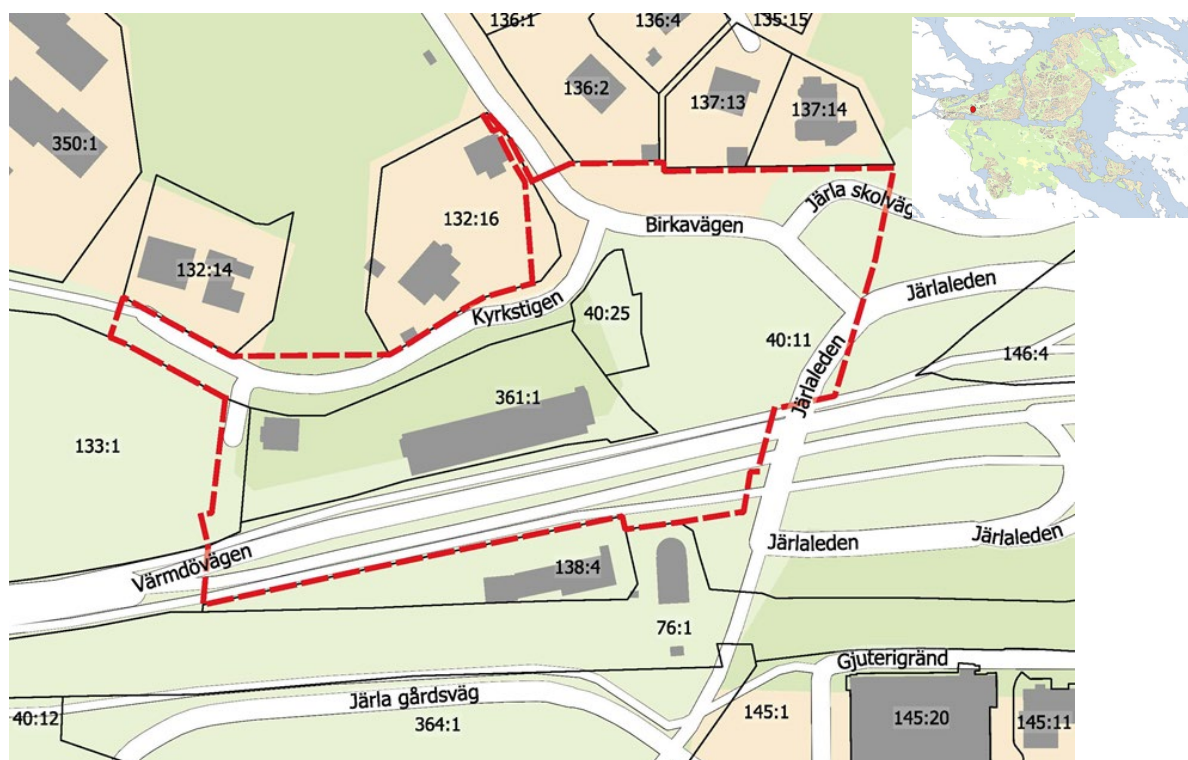 136:1
136:4
135:15
136:2
137:13
137:14
350:1
132:16
Järla skolväg
Birkavägen
132:14
Järlaleden
Kyrkstigen
40:25
40:11
146:4
Järlaleden
361:1
133:1
Värmdövägen
Järlaleden
Järlaleden
138:4
76:1
Gjuterigränd
Järla gårdsväg
40:12
364:1
145:1
145:20
145:11